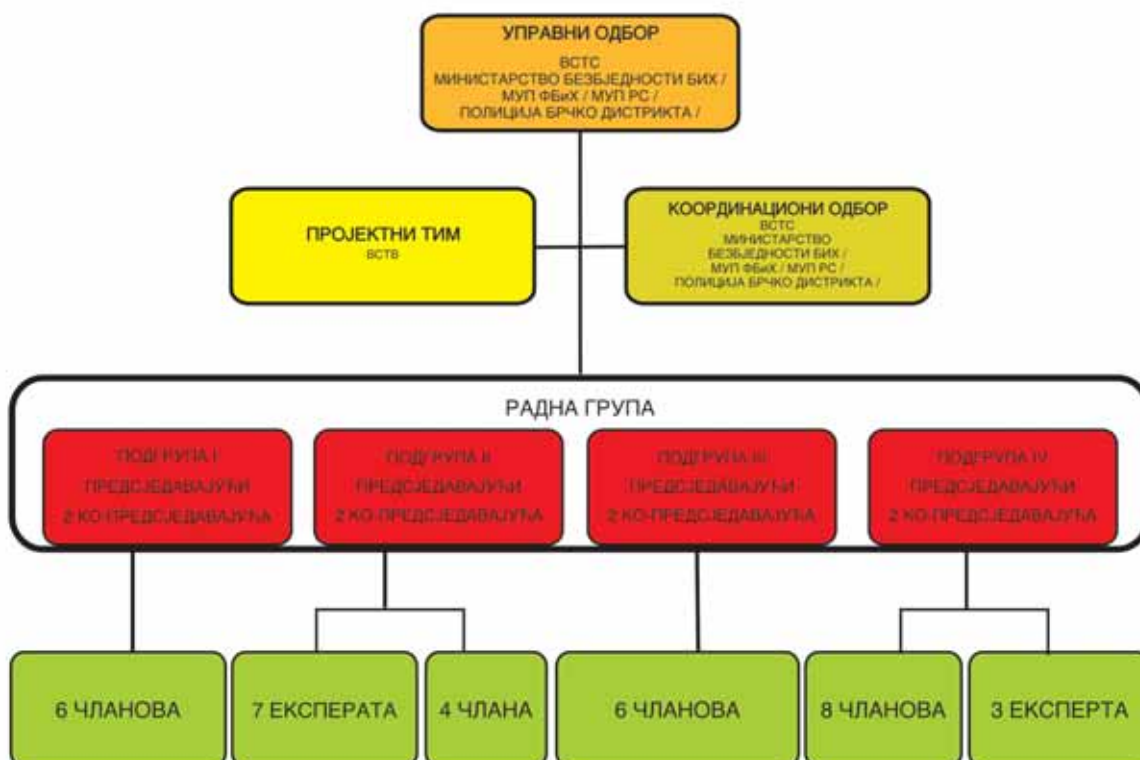 УПРАВНИ ОДБОР
ВСТС
МИНИСТАРСТВО БЕЗБЈЕДНОСТИ БИХ /
МУП ФБиХ / МУП РС /
ПОЛИЦИЈА БРЧКО ДИСТРИКТА /
ПРОЈЕКТНИ ТИМ
ВСТВ
КООРДИНАЦИОНИ ОДБОР
ВСТС
МИНИСТАРСТВО
БЕЗБЈЕДНОСТИ БИХ /
МУП ФБиХ / МУП РС /
ПОЛИЦИЈА БРЧКО ДИСТРИКТА /
РАДНА ГРУПА
ПОДГРУПА I
ПРЕДСЈЕДАВАЈУЋИ
2 КО-ПРЕДСЈЕДАВАЈУЋА
ПОДГРУПА II
ПРЕДСЈЕДАВАЈУЋИ
2 КО-ПРЕДСЈЕДАВАЈУЋА
ПОДГРУПА III
ПРЕДСЈЕДАВАЈУЋИ
2 КО-ПРЕДСЈЕДАВАЈУЋА
ПОДГРУПА IV
ПРЕДСЈЕДАВАЈУЋИ
2 КО-ПРЕДСЈЕДАВАЈУЋА
6 ЧЛАНОВА
7 ЕКСПЕРАТА
4 ЧЛАНА
6 ЧЛАНОВА
8 ЧЛАНОВА
3 ЕКСПЕРТА